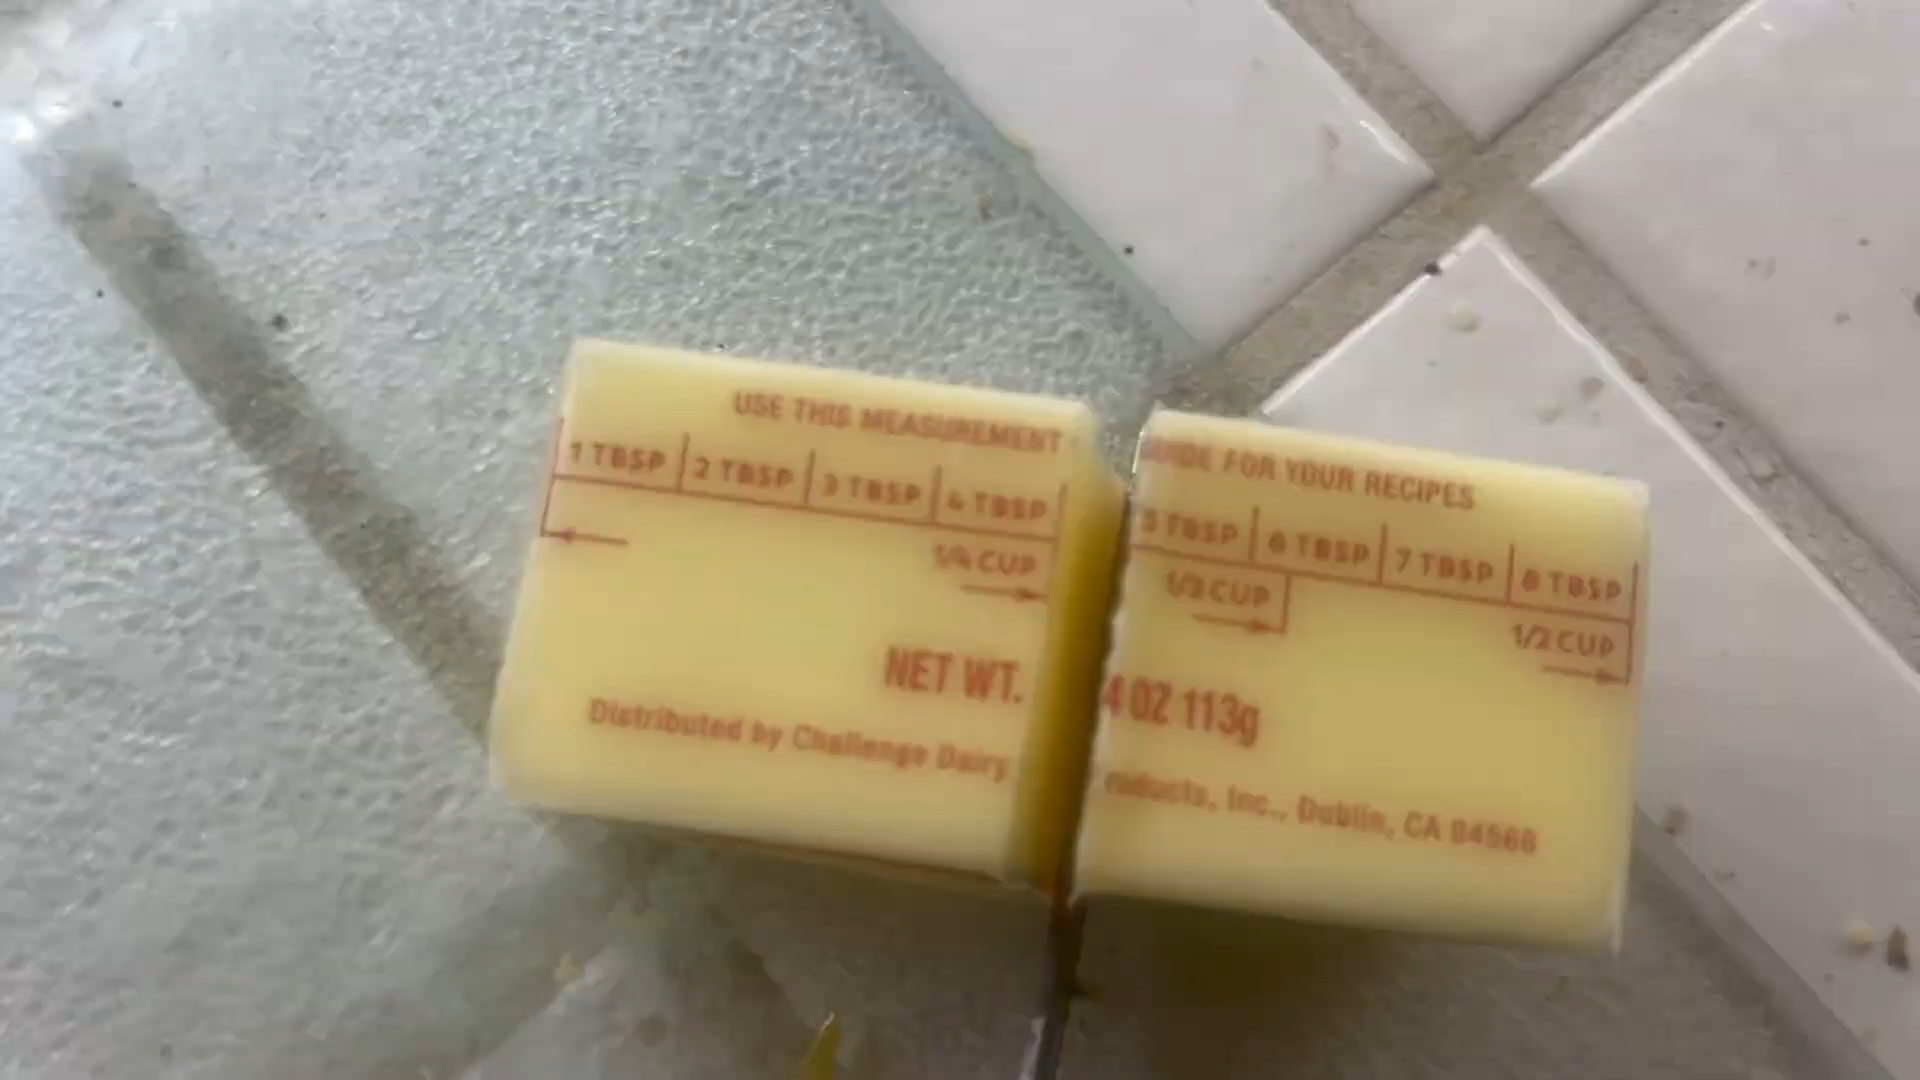 USE THIS MEASUREMENT GUIDE FOR YOUR RECIPES
1 TBSP 2 TBSP 3 TBSP 4 TBSP 5 TBSP 6 TBSP 7 TBSP 8 TBSP
1/4 CUP 1/3 CUP 1/2 CUP
NET WT. 4 OZ 113g
Distributed by Challenge Dairy roducts, Inc., Dublin, CA 94568